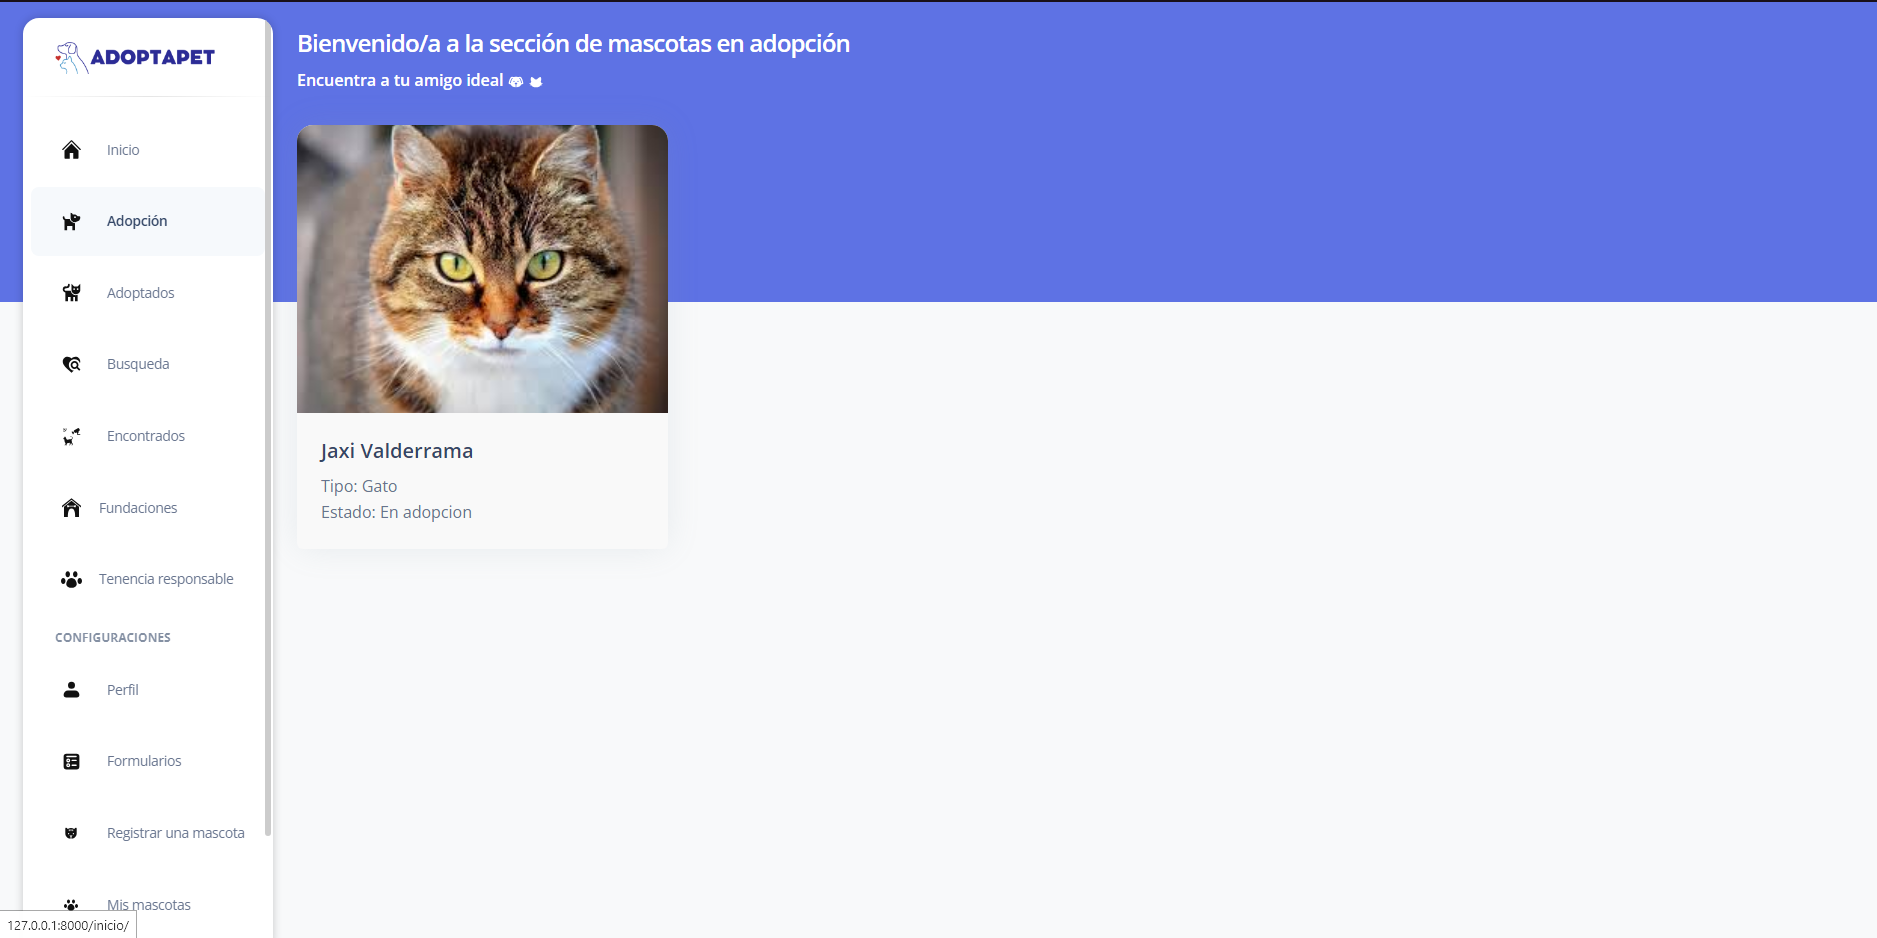 ADOPTAPET
Inicio
Adopción
Adoptados
Busqueda
Encontrados
Fundaciones
Tenencia responsable
CONFIGURACIONES
Perfil
Formularios
Registrar una mascota
Mis mascotas
127.0.0.1:8000/inicio/
Bienvenido/a a la sección de mascotas en adopción
Encuentra a tu amigo ideal
Jaxi Valderrama
Tipo: Gato
Estado: En adopcion